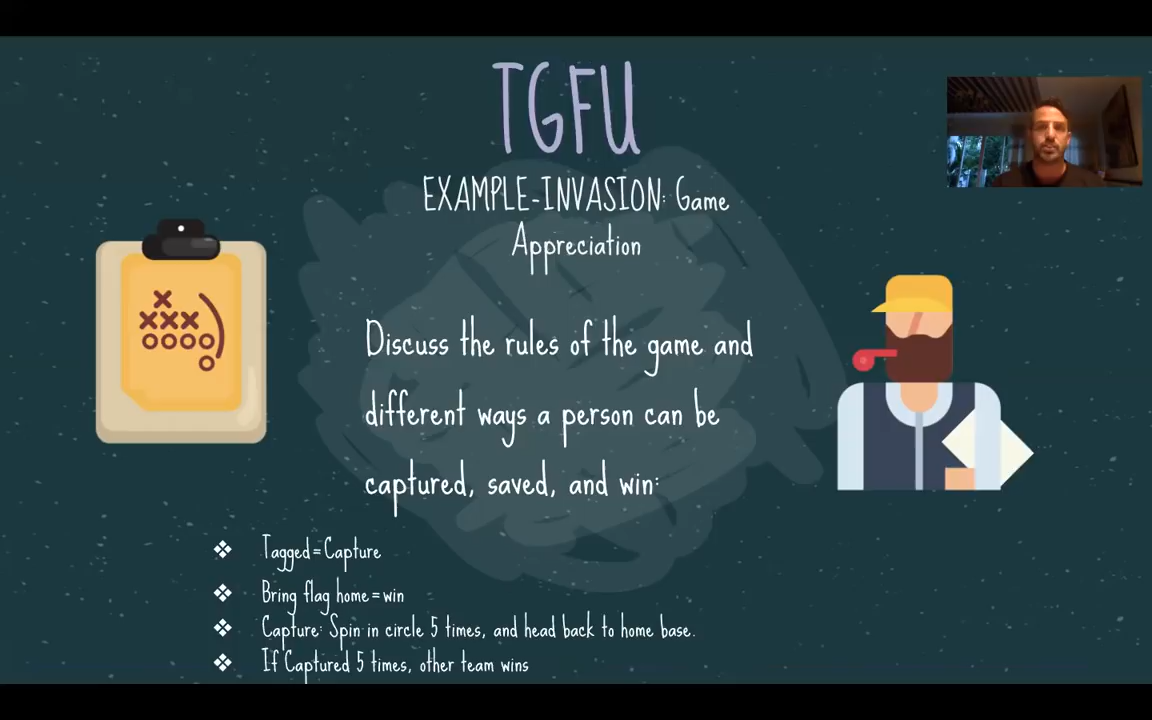 TGFU
EXAMPLE-INVASION: Game
Appreciation
Discuss the rules of the game and
different ways a person can be
captured, saved, and win:
❖ Tagged=Capture
❖ Bring flag home=win
❖ Capture: Spin in circle 5 times, and head back to home base.
❖ If Captured 5 times, other team wins